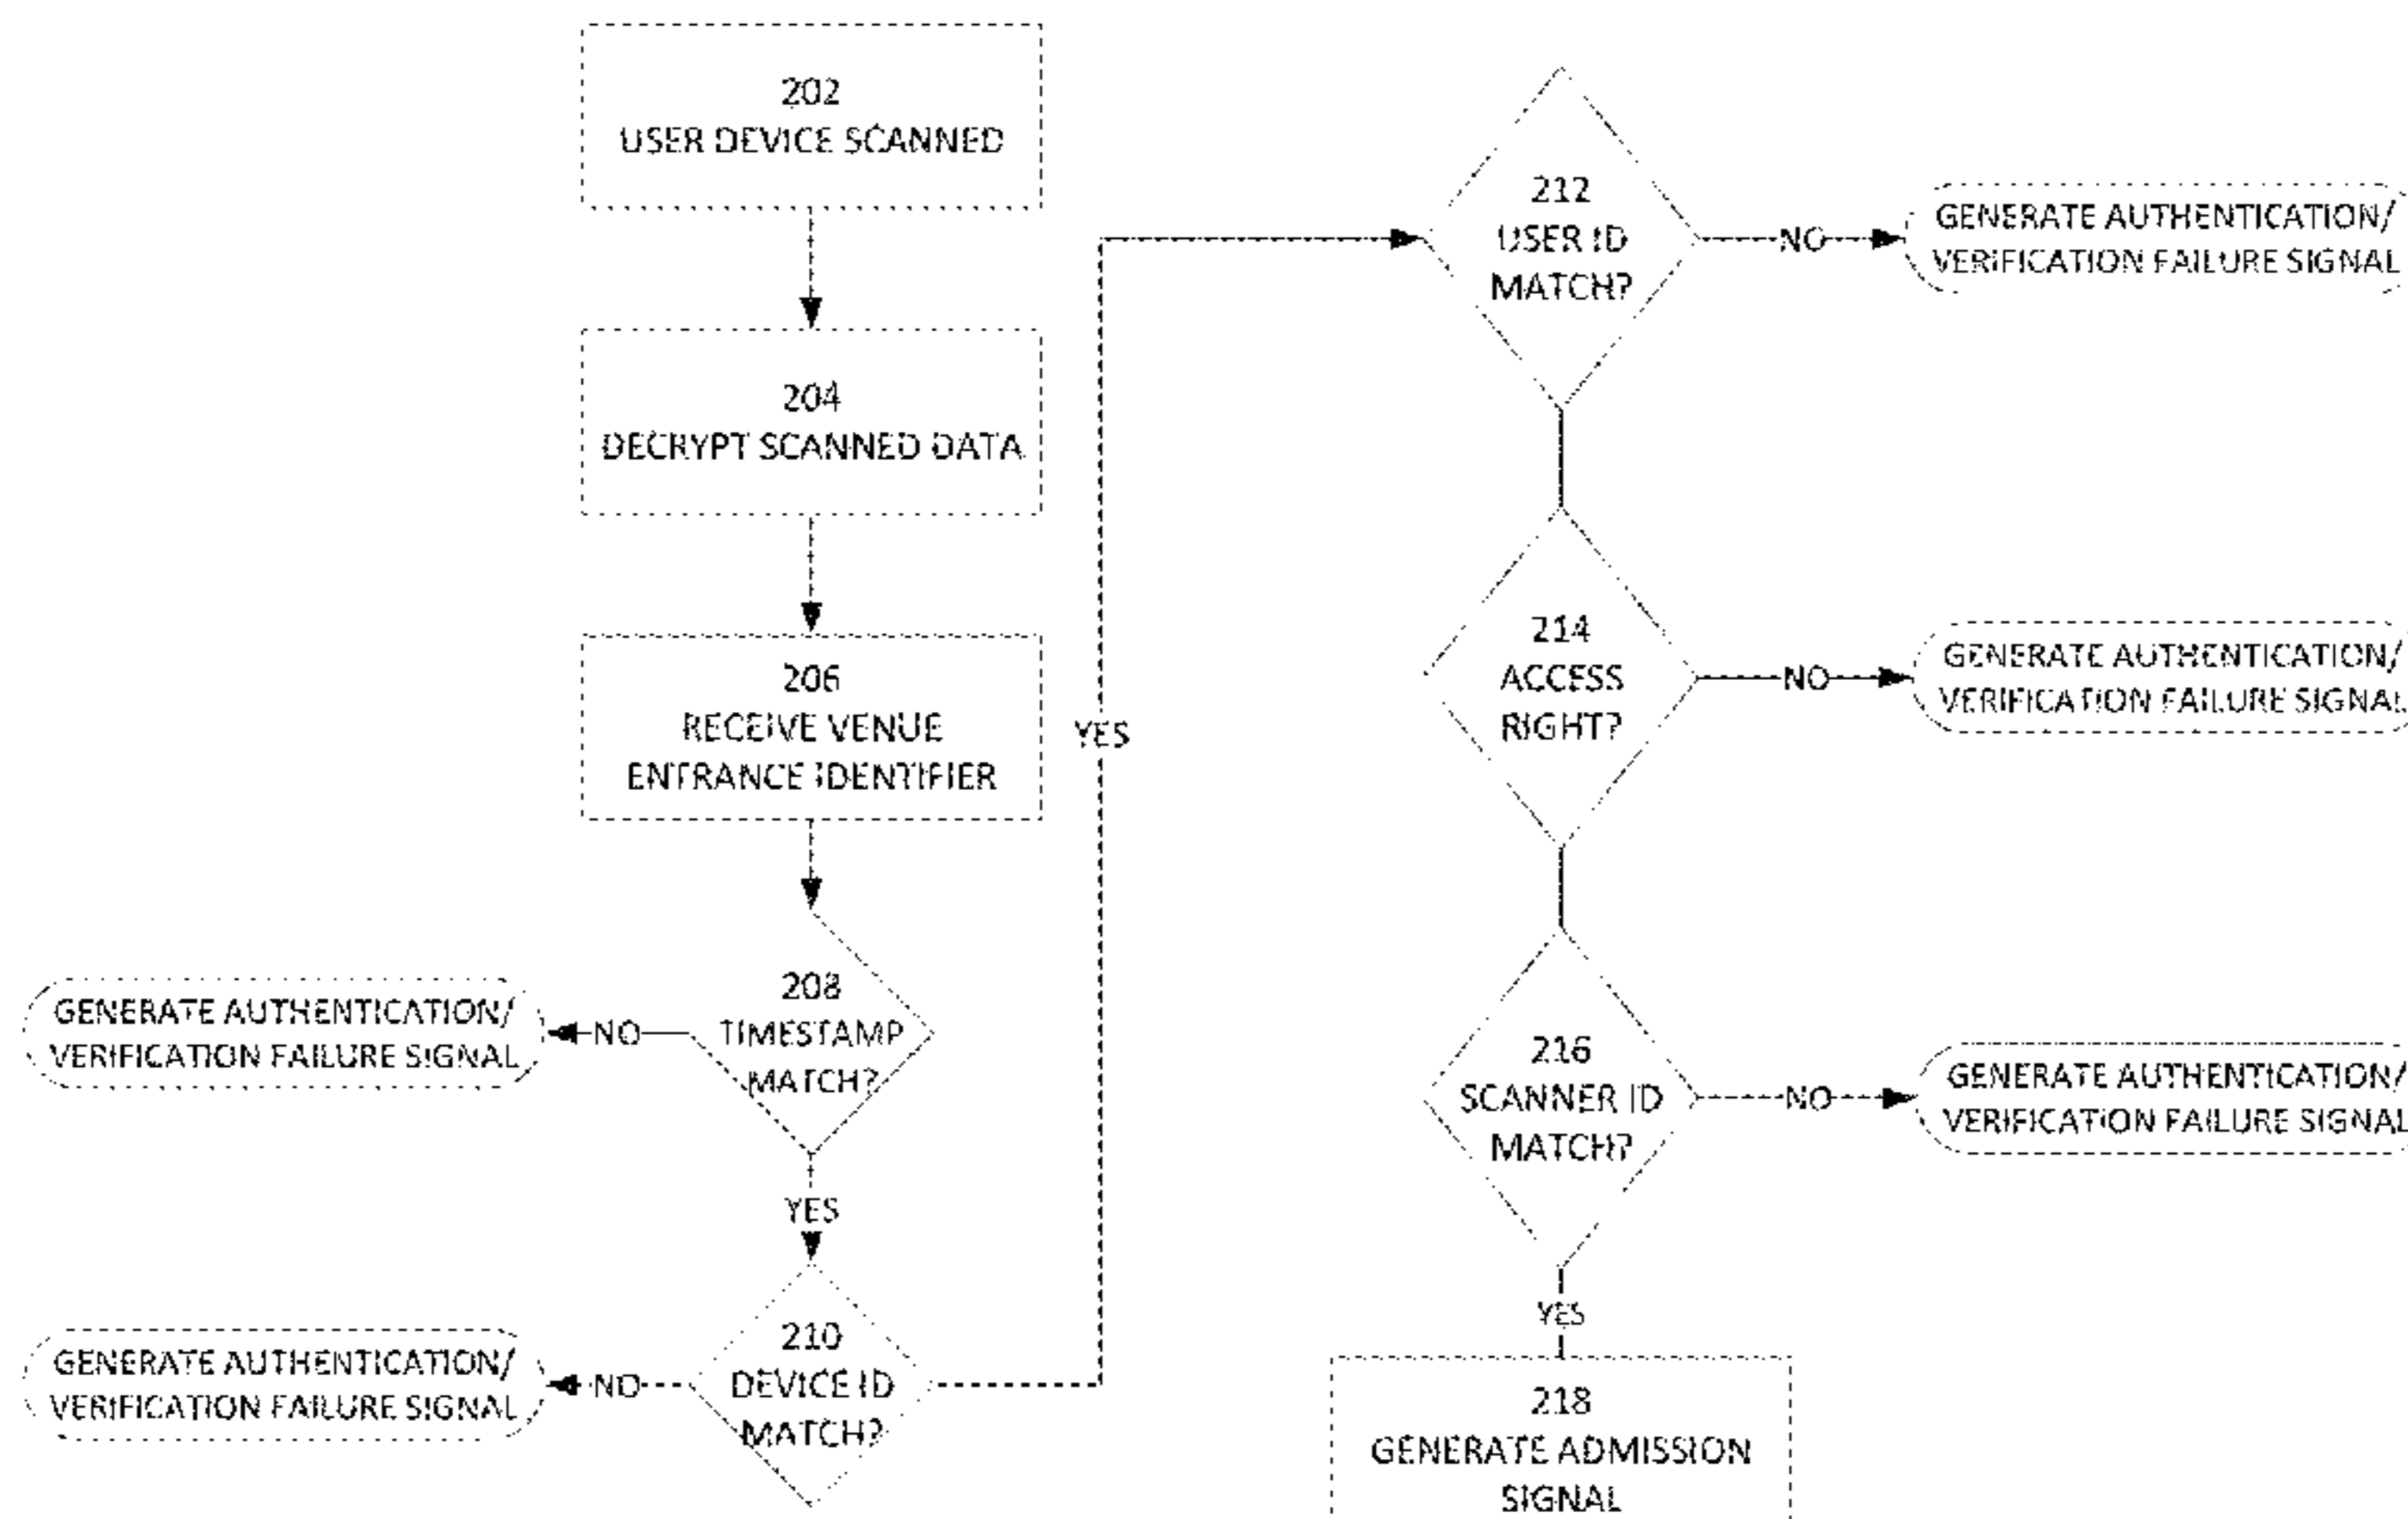 202
USER DEVICE SCANNED
204
DECRYPT SCANNED DATA
206
RECEIVE VENUE
ENTRANCE IDENTIFIER
208
TIMESTAMP
MATCH?
NO
GENERATE AUTHENTICATION/
VERIFICATION FAILURE SIGNAL
YES
210
DEVICE ID
MATCH?
NO
GENERATE AUTHENTICATION/
VERIFICATION FAILURE SIGNAL
YES
212
USER ID
MATCH?
NO
GENERATE AUTHENTICATION/
VERIFICATION FAILURE SIGNAL
214
ACCESS
RIGHT?
NO
GENERATE AUTHENTICATION/
VERIFICATION FAILURE SIGNAL
216
SCANNER ID
MATCH?
NO
GENERATE AUTHENTICATION/
VERIFICATION FAILURE SIGNAL
YES
218
GENERATE ADMISSION
SIGNAL